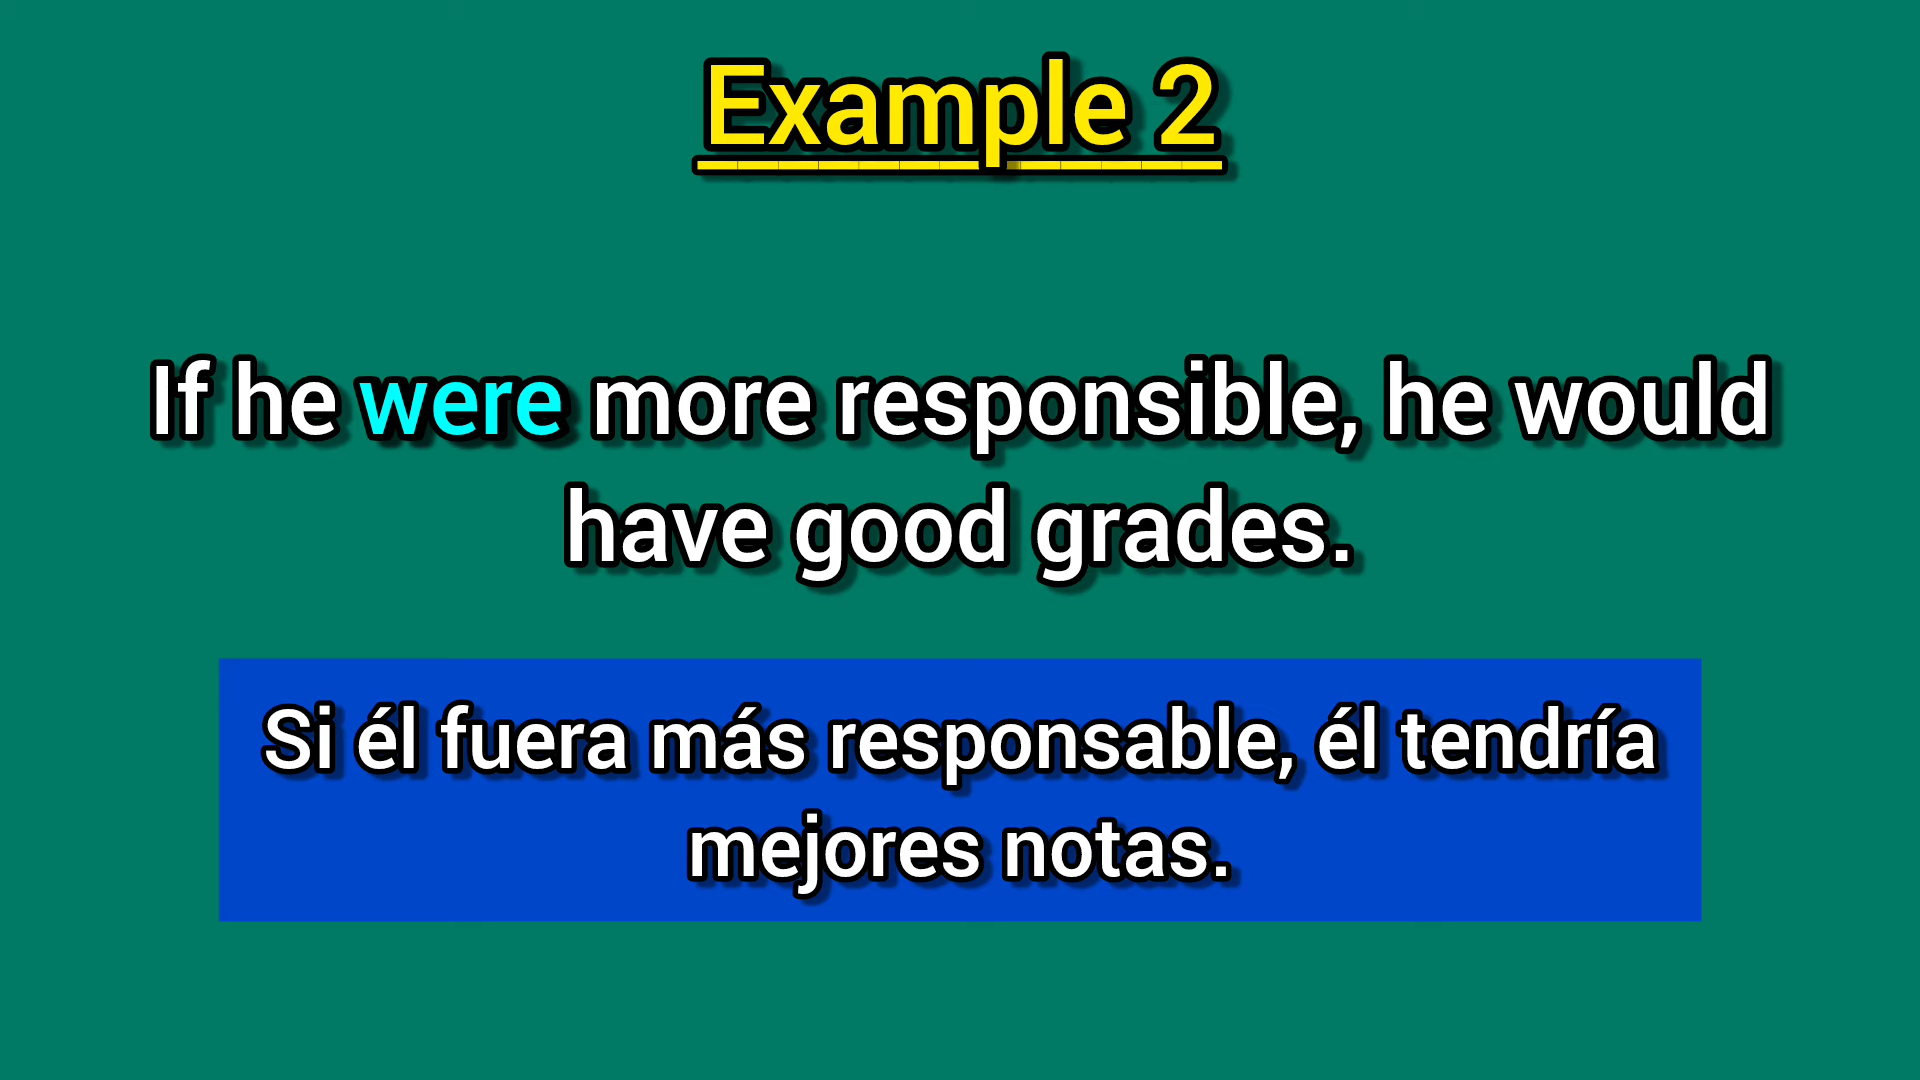 Example 2
If he were more responsible, he would
have good grades.
Si él fuera más responsable, él tendría
mejores notas.